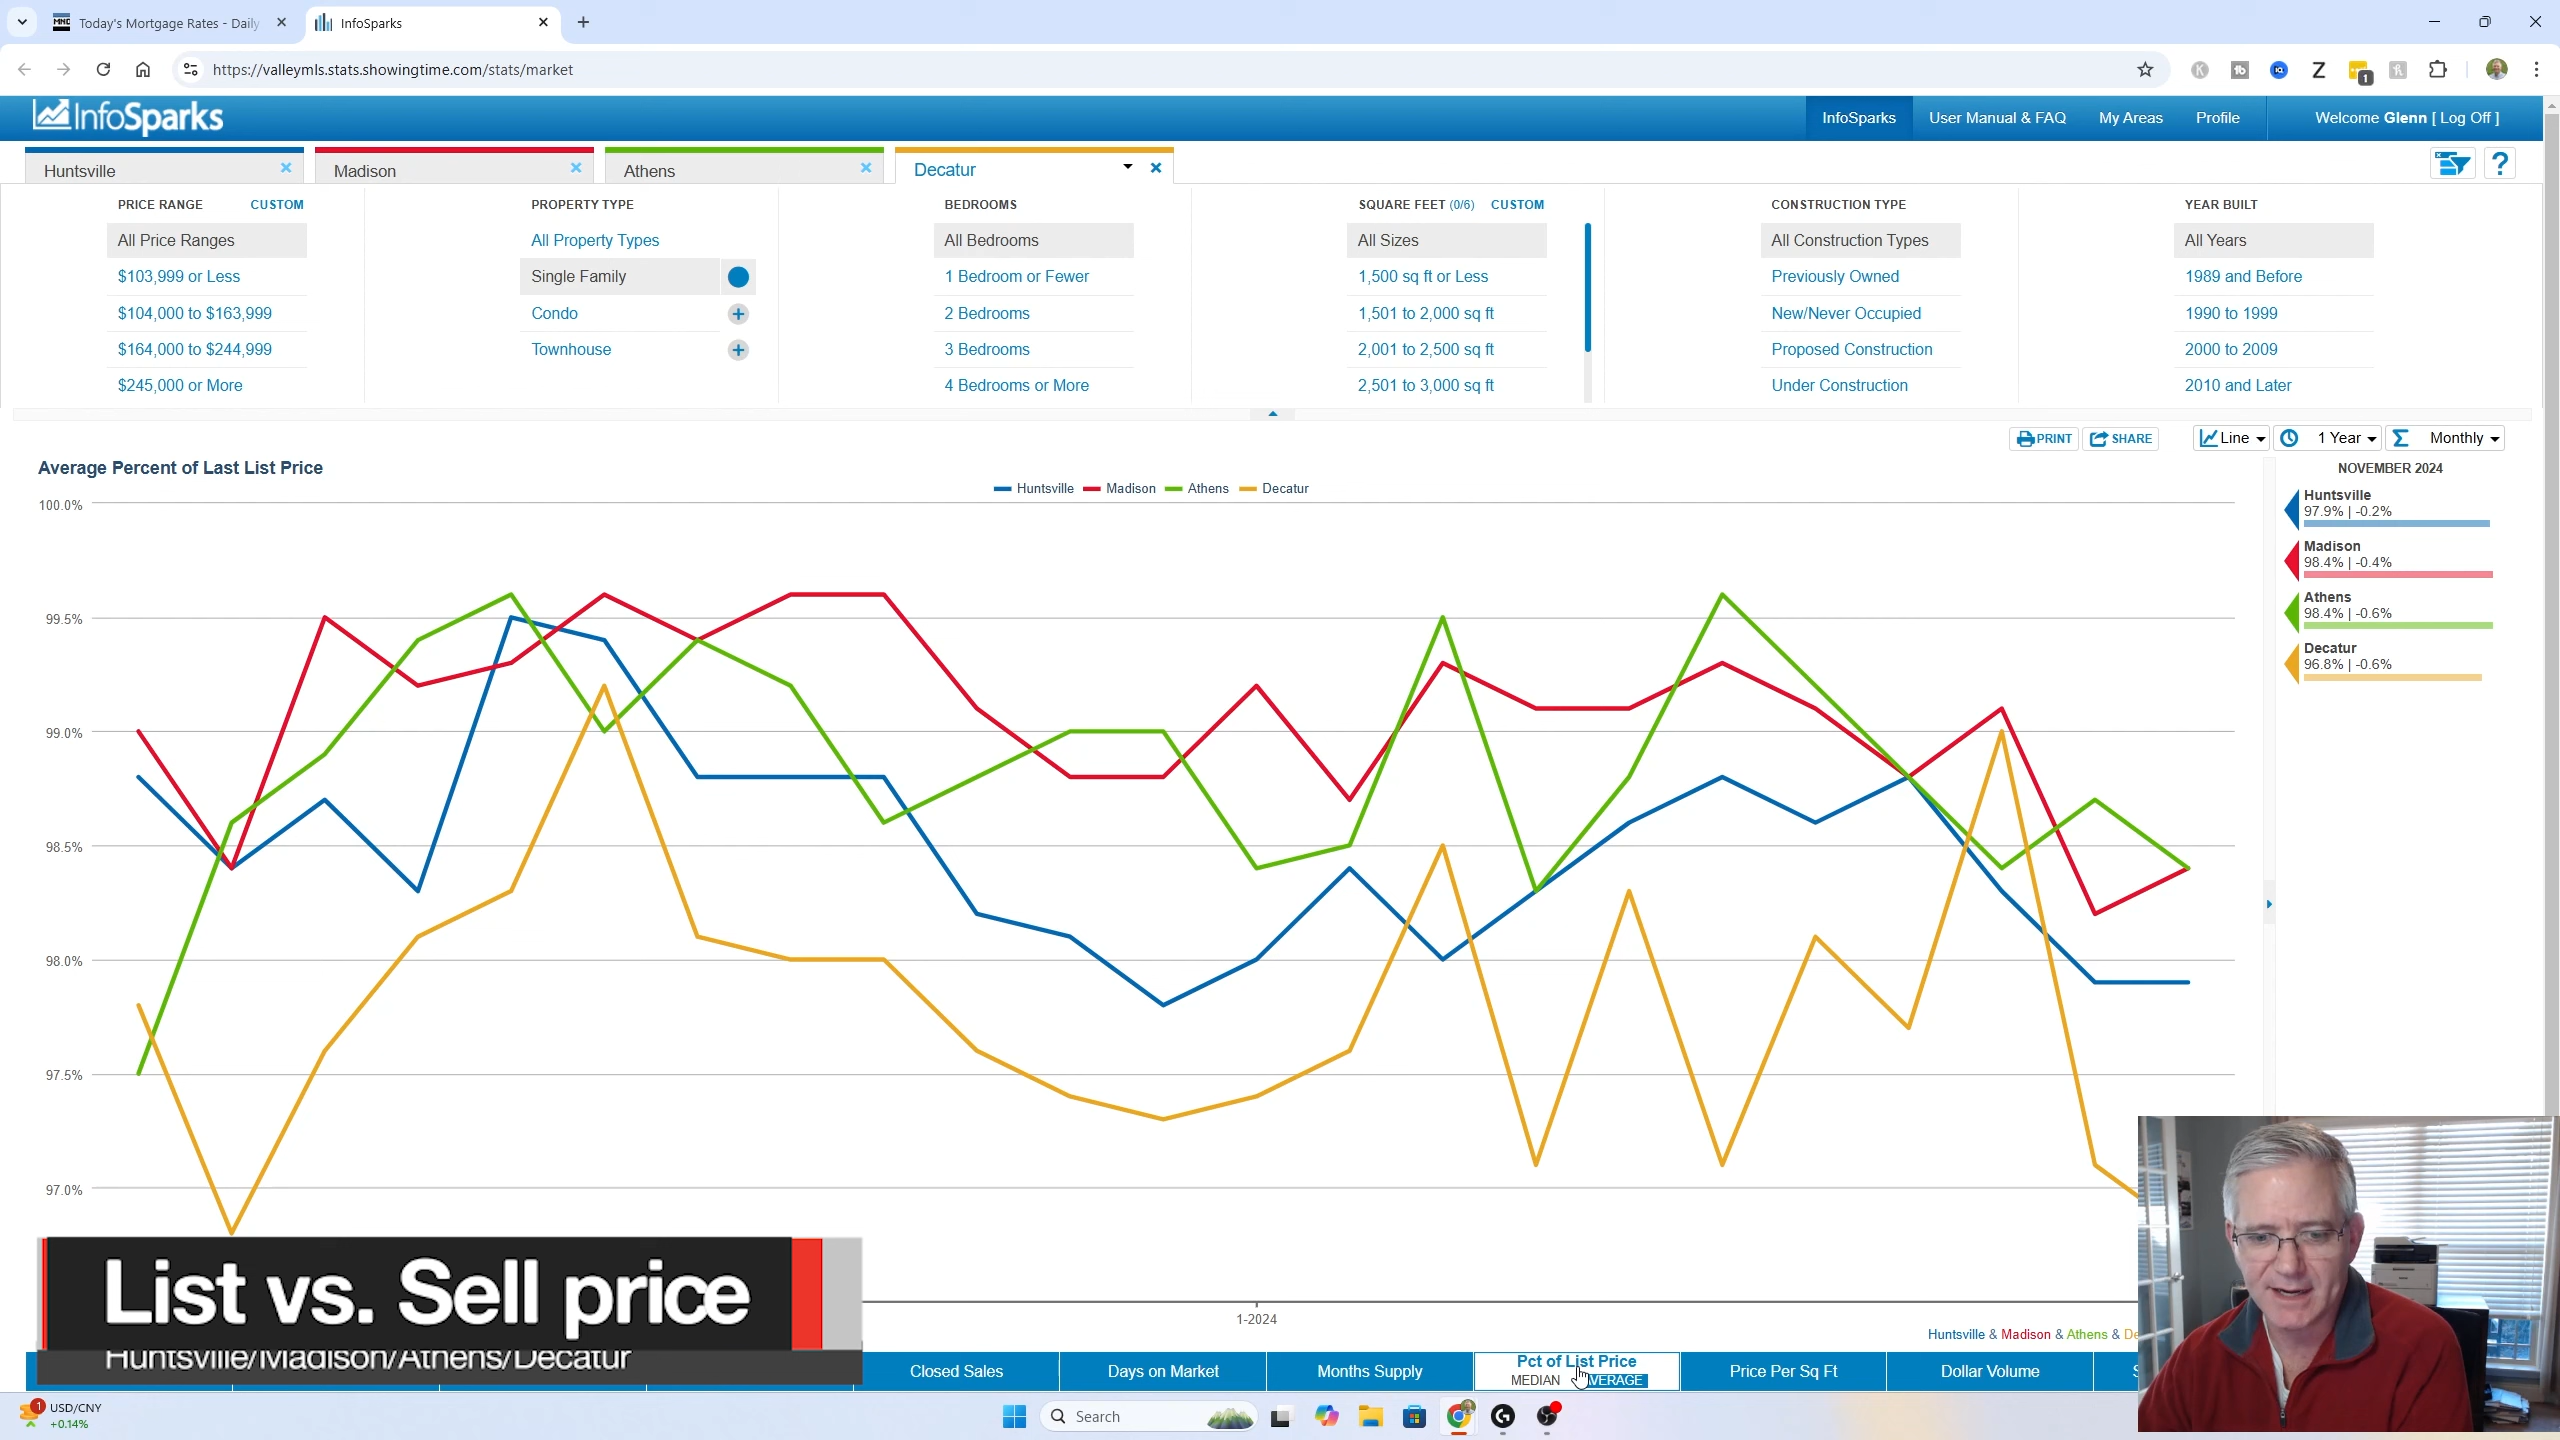 Today's Mortgage Rates - Daily
InfoSparks
https://valleymls.stats.showingtime.com/stats/market
InfoSparks
InfoSparks
User Manual & FAQ
My Areas
Profile
Welcome Glenn [ Log Off ]
Huntsville
Madison
Athens
Decatur
?
PRICE RANGE
CUSTOM
All Price Ranges
$103,999 or Less
$104,000 to $163,999
$164,000 to $244,999
$245,000 or More
PROPERTY TYPE
All Property Types
Single Family
Condo
Townhouse
BEDROOMS
All Bedrooms
1 Bedroom or Fewer
2 Bedrooms
3 Bedrooms
4 Bedrooms or More
SQUARE FEET (0/6)
CUSTOM
All Sizes
1,500 sq ft or Less
1,501 to 2,000 sq ft
2,001 to 2,500 sq ft
2,501 to 3,000 sq ft
CONSTRUCTION TYPE
All Construction Types
Previously Owned
New/Never Occupied
Proposed Construction
Under Construction
YEAR BUILT
All Years
1989 and Before
1990 to 1999
2000 to 2009
2010 and Later
PRINT
SHARE
Line
1 Year
Monthly
Average Percent of Last List Price
Huntsville
Madison
Athens
Decatur
100.0%
99.5%
99.0%
98.5%
98.0%
97.5%
97.0%
1-2024
NOVEMBER 2024
Huntsville
97.9% | -0.2%
Madison
98.4% | -0.4%
Athens
98.4% | -0.6%
Decatur
96.8% | -0.6%
Huntsville & Madison & Athens & De
List vs. Sell price
Huntsville/Madison/Athens/Decatur
Closed Sales
Days on Market
Months Supply
Pct of List Price
MEDIAN
AVERAGE
Price Per Sq Ft
Dollar Volume
S
1
USD/CNY
+0.14%
Search